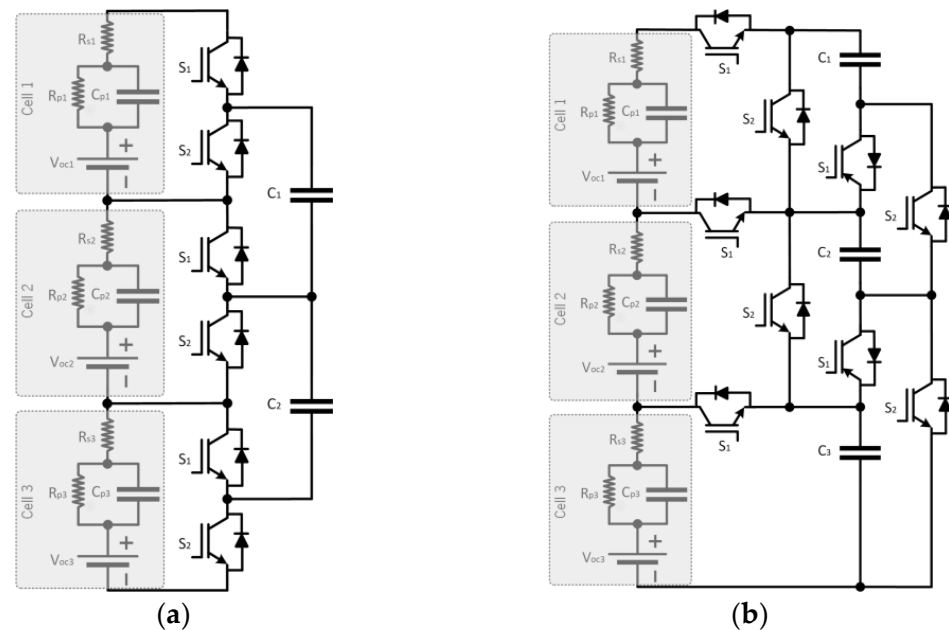 Cell 1
Rs1
Rp1
Cp1
Voc1
+
−
S1
S2
C1
Cell 2
Rs2
Rp2
Cp2
Voc2
+
−
S1
S2
C2
Cell 3
Rs3
Rp3
Cp3
Voc3
+
−
S1
S2
(a)
Cell 1
Rs1
Rp1
Cp1
Voc1
+
−
S1
S2
C1
S1
S2
Cell 2
Rs2
Rp2
Cp2
Voc2
+
−
S1
S2
C2
S1
S2
Cell 3
Rs3
Rp3
Cp3
Voc3
+
−
S1
C3
(b)